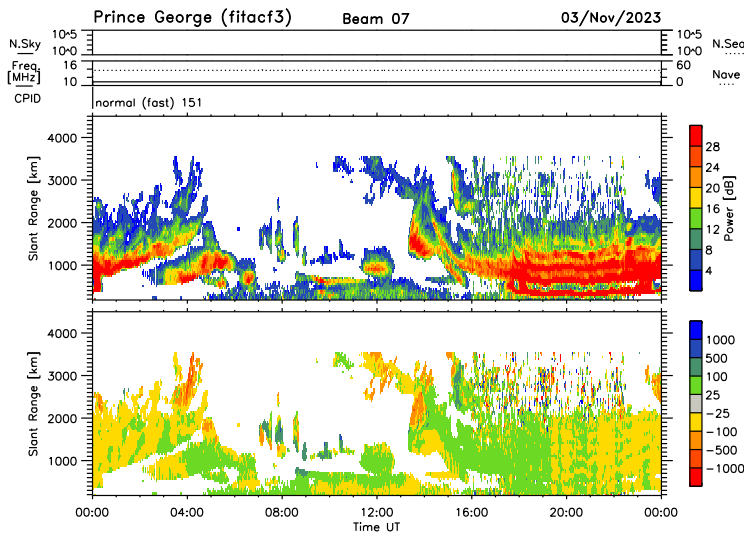 Prince George (fitacf3) Beam 07 03/Nov/2023
N.Sky 10^5 10^0 10^5 10^0 N.Sea
Freq. [MHz] 16 10 60 0 Nave
CPID normal (fast) 151
Slant Range [km] 4000 3000 2000 1000
28 24 20 16 12 8 4 Power [dB]
Slant Range [km] 4000 3000 2000 1000
1000 500 100 25 -25 -100 -500 -1000
00:00 04:00 08:00 12:00 16:00 20:00 00:00
Time UT